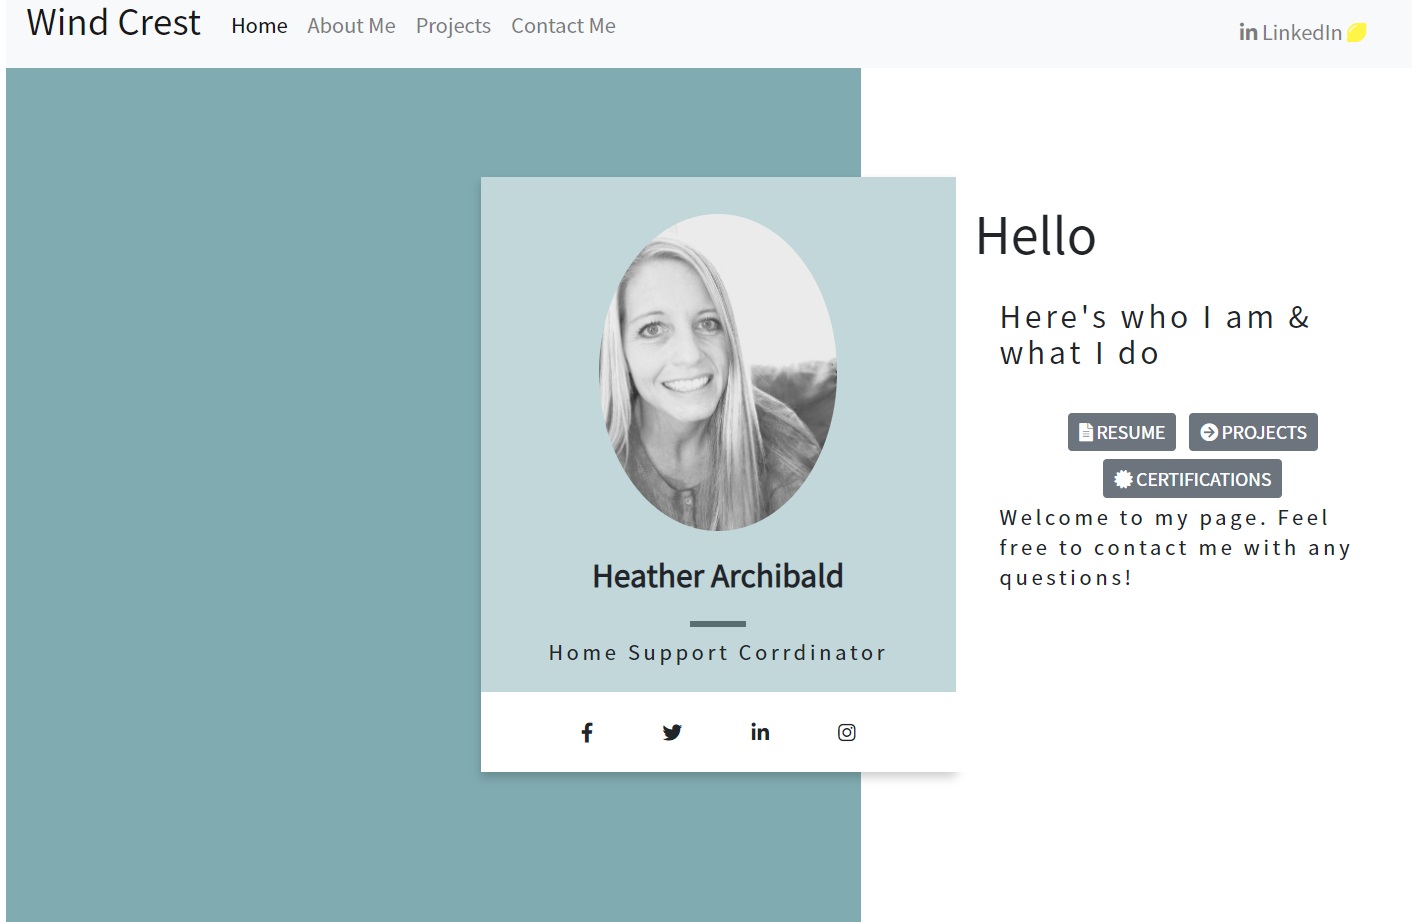 Wind Crest
Home
About Me
Projects
Contact Me
in LinkedIn
Hello
Here's who I am &
what I do
RESUME
PROJECTS
CERTIFICATIONS
Welcome to my page. Feel
free to contact me with any
questions!
Heather Archibald
Home Support Corrdinator
in